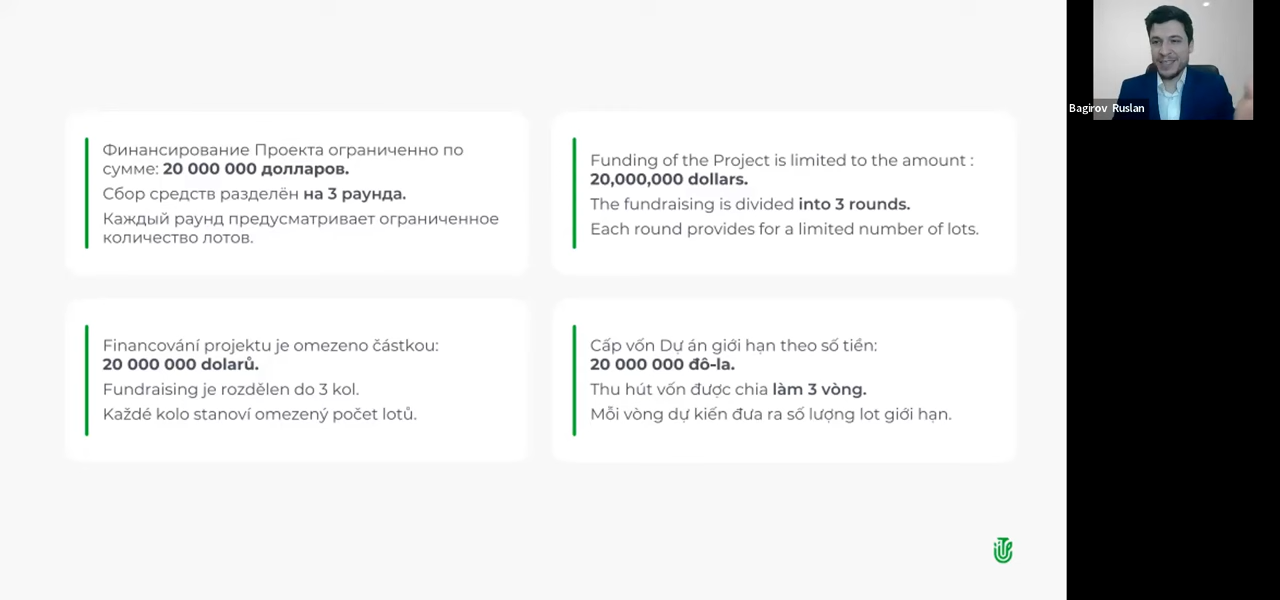 Финансирование Проекта ограниченно по
сумме: 20 000 000 долларов.
Сбор средств разделён на 3 раунда.
Каждый раунд предусматривает ограниченное
количество лотов.
Funding of the Project is limited to the amount :
20,000,000 dollars.
The fundraising is divided into 3 rounds.
Each round provides for a limited number of lots.
Financování projektu je omezeno částkou:
20 000 000 dolarů.
Fundraising je rozdělen do 3 kol.
Každé kolo stanoví omezený počet lotů.
Cấp vốn Dự án giới hạn theo số tiền:
20 000 000 đô-la.
Thu hút vốn được chia làm 3 vòng.
Mỗi vòng dự kiến đưa ra số lượng lot giới hạn.
Bagirov Ruslan